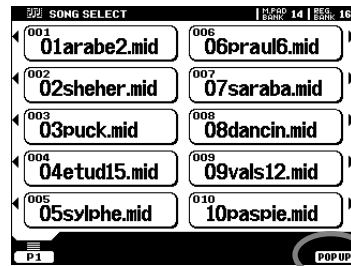 SONG SELECT M.PAD BANK 14 REG. BANK 16
001 01arabe2.mid
002 02sheher.mid
003 03puck.mid
004 04etud15.mid
005 05sylphe.mid
006 06praul6.mid
007 07saraba.mid
008 08dancin.mid
009 09vals12.mid
010 10paspie.mid
P1 POP UP